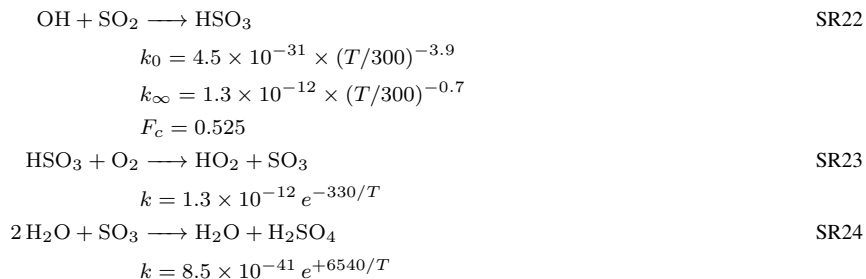 OH + SO₂ ⟶ HSO₃ SR22
k₀ = 4.5 × 10⁻³¹ × (T/300)⁻³·⁹
k∞ = 1.3 × 10⁻¹² × (T/300)⁻⁰·⁷
F_c = 0.525
HSO₃ + O₂ ⟶ HO₂ + SO₃ SR23
k = 1.3 × 10⁻¹² e⁻³³⁰/ᵀ
2 H₂O + SO₃ ⟶ H₂O + H₂SO₄ SR24
k = 8.5 × 10⁻⁴¹ e⁺⁶⁵⁴⁰/ᵀ